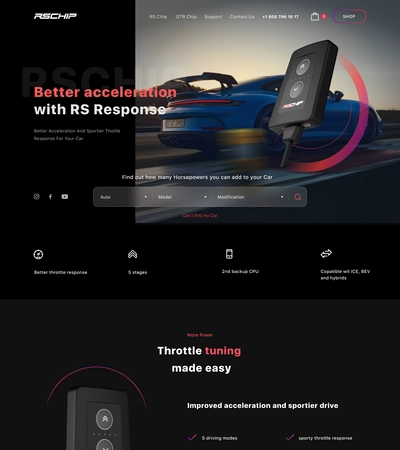 RSCHIP
RS Chip
GTR Chip
Support
Contact Us
+1 800 796 16 17
SHOP
RSCHIP
Better acceleration
with RS Response
Better Acceleration And Sportier Throttle
Response For Your Car
RSCHIP
Find out how many Horsepowers you can add to your Car
Auto
Model
Modification
Can't find my Car
Better throttle response
5 stages
2nd backup CPU
Copatible wit ICE, BEV
and hybrids
More Power
Throttle tuning
made easy
Improved acceleration and sportier drive
5 driving modes
sporty throttle response